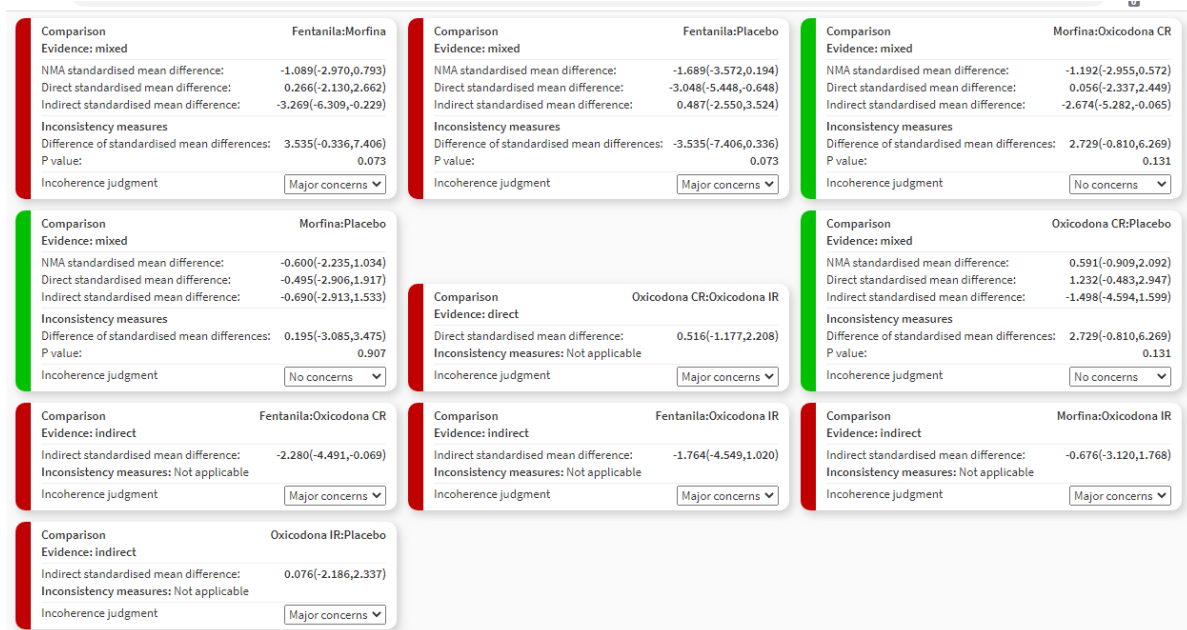 Comparison Fentanila:Morfina
Evidence: mixed
NMA standardised mean difference: -1.089(-2.970,0.793)
Direct standardised mean difference: 0.266(-2.130,2.662)
Indirect standardised mean difference: -3.269(-6.309,-0.229)
Inconsistency measures
Difference of standardised mean differences: 3.535(-0.336,7.406)
P value: 0.073
Incoherence judgment Major concerns
Comparison Fentanila:Placebo
Evidence: mixed
NMA standardised mean difference: -1.689(-3.572,0.194)
Direct standardised mean difference: -3.048(-5.448,-0.648)
Indirect standardised mean difference: 0.487(-2.550,3.524)
Inconsistency measures
Difference of standardised mean differences: -3.535(-7.406,0.336)
P value: 0.073
Incoherence judgment Major concerns
Comparison Morfina:Oxicodona CR
Evidence: mixed
NMA standardised mean difference: -1.192(-2.955,0.572)
Direct standardised mean difference: 0.056(-2.337,2.449)
Indirect standardised mean difference: -2.674(-5.282,-0.065)
Inconsistency measures
Difference of standardised mean differences: 2.729(-0.810,6.269)
P value: 0.131
Incoherence judgment No concerns
Comparison Morfina:Placebo
Evidence: mixed
NMA standardised mean difference: -0.600(-2.235,1.034)
Direct standardised mean difference: -0.495(-2.906,1.917)
Indirect standardised mean difference: -0.690(-2.913,1.533)
Inconsistency measures
Difference of standardised mean differences: 0.195(-3.085,3.475)
P value: 0.907
Incoherence judgment No concerns
Comparison Oxicodona CR:Oxicodona IR
Evidence: direct
Direct standardised mean difference: 0.516(-1.177,2.208)
Inconsistency measures: Not applicable
Incoherence judgment Major concerns
Comparison Oxicodona CR:Placebo
Evidence: mixed
NMA standardised mean difference: 0.591(-0.909,2.092)
Direct standardised mean difference: 1.232(-0.483,2.947)
Indirect standardised mean difference: -1.498(-4.594,1.599)
Inconsistency measures
Difference of standardised mean differences: 2.729(-0.810,6.269)
P value: 0.131
Incoherence judgment No concerns
Comparison Fentanila:Oxicodona CR
Evidence: indirect
Indirect standardised mean difference: -2.280(-4.491,-0.069)
Inconsistency measures: Not applicable
Incoherence judgment Major concerns
Comparison Fentanila:Oxicodona IR
Evidence: indirect
Indirect standardised mean difference: -1.764(-4.549,1.020)
Inconsistency measures: Not applicable
Incoherence judgment Major concerns
Comparison Morfina:Oxicodona IR
Evidence: indirect
Indirect standardised mean difference: -0.676(-3.120,1.768)
Inconsistency measures: Not applicable
Incoherence judgment Major concerns
Comparison Oxicodona IR:Placebo
Evidence: indirect
Indirect standardised mean difference: 0.076(-2.186,2.337)
Inconsistency measures: Not applicable
Incoherence judgment Major concerns